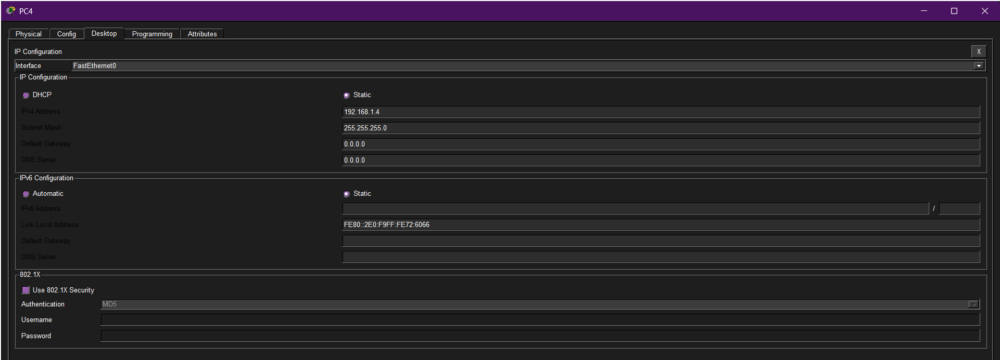 PC4
Physical Config Desktop Programming Attributes
IP Configuration X
Interface FastEthernet0
IP Configuration
DHCP Static
IPv4 Address 192.168.1.4
Subnet Mask 255.255.255.0
Default Gateway 0.0.0.0
DNS Server 0.0.0.0
IPv6 Configuration
Automatic Static
IPv6 Address /
Link Local Address FE80::2E0:F9FF:FE72:6066
Default Gateway
DNS Server
802.1X
Use 802.1X Security
Authentication MD5
Username
Password